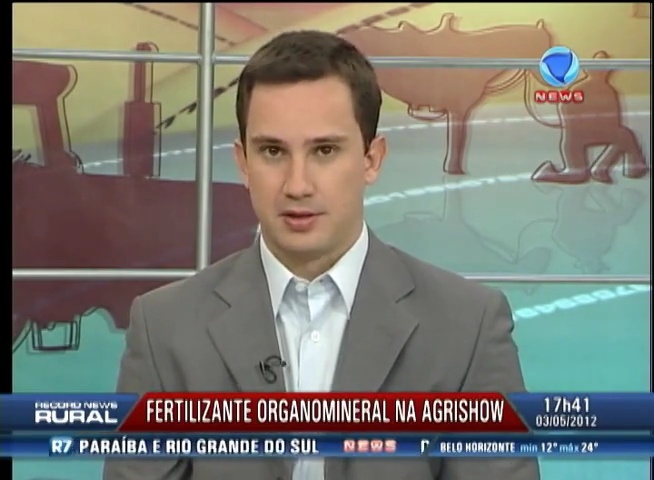 NEWS
RECORD NEWS
RURAL
FERTILIZANTE ORGANOMINERAL NA AGRISHOW
17h41
03/05/2012
R7 PARAÍBA E RIO GRANDE DO SUL NEWS
BELO HORIZONTE min 12° máx 24°